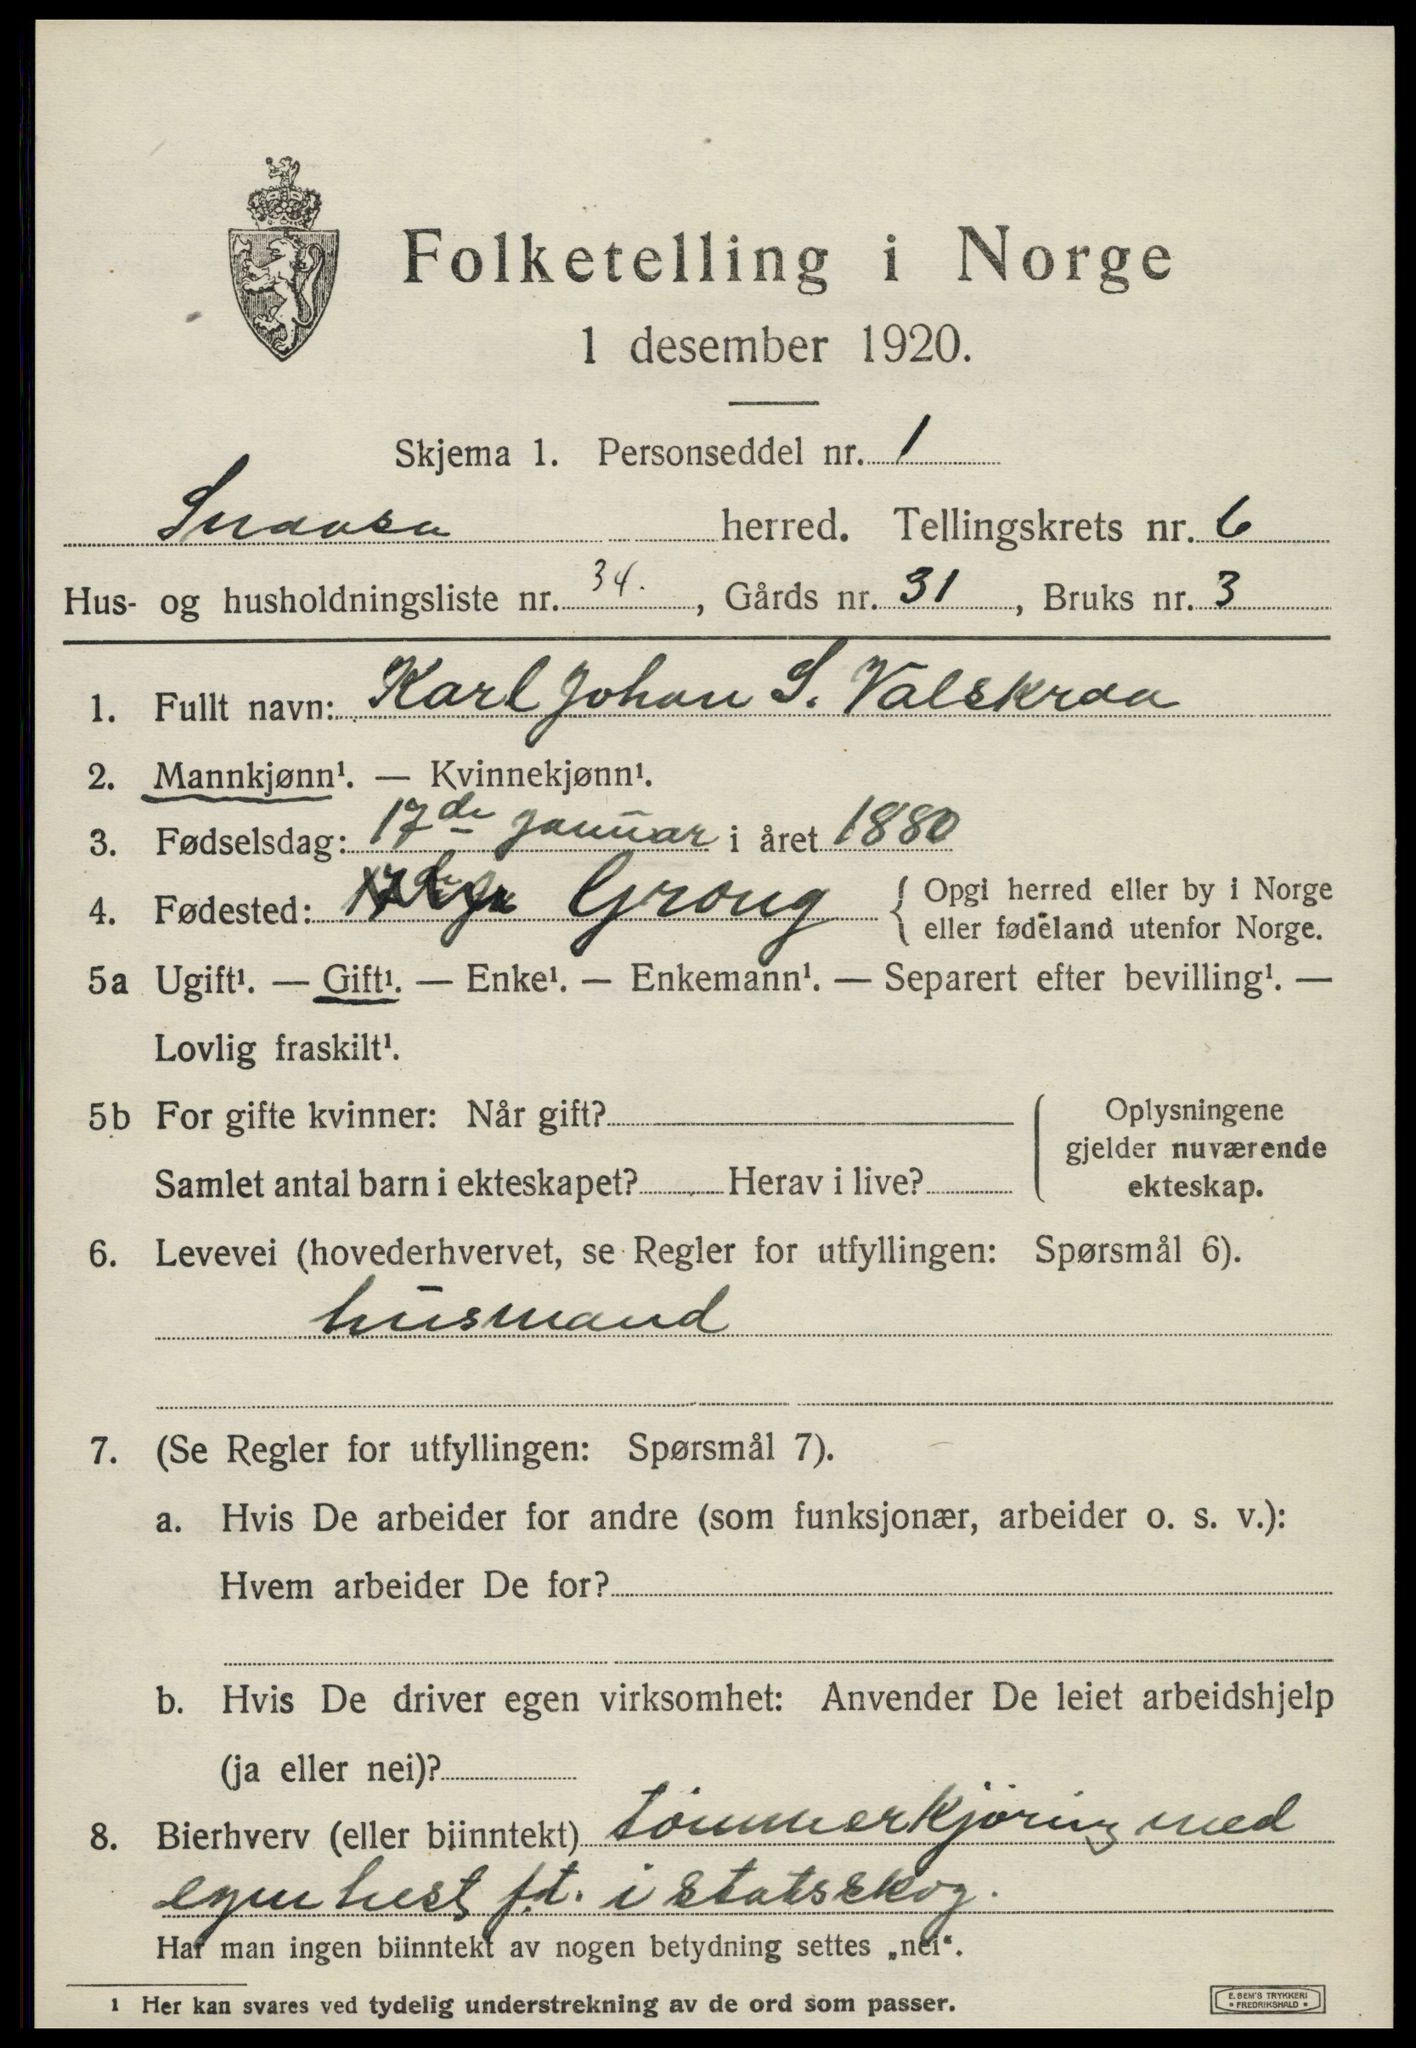 Folketelling i Norge
1 desember 1920.
Skjema 1. Personseddel nr. 1
Snaasa herred. Tellingskrets nr. 6
Hus- og husholdningsliste nr. 34. , Gårds nr. 31 , Bruks nr. 3
1. Fullt navn: Karl Johan S. Valskraa
2. Mannkjønn¹. — Kvinnekjønn¹.
3. Fødselsdag: 17de januar i året 1880
4. Fødested: Grong { Opgi herred eller by i Norge
eller fødeland utenfor Norge.
5a Ugift¹. — Gift¹. — Enke¹. — Enkemann¹. — Separert efter bevilling¹. —
Lovlig fraskilt¹.
5b For gifte kvinner: Når gift?
Samlet antal barn i ekteskapet? Herav i live?
Oplysningene
gjelder nuværende
ekteskap.
6. Levevei (hovederhvervet, se Regler for utfyllingen: Spørsmål 6).
husmand
7. (Se Regler for utfyllingen: Spørsmål 7).
a. Hvis De arbeider for andre (som funksjonær, arbeider o. s. v.):
Hvem arbeider De for?
b. Hvis De driver egen virksomhet: Anvender De leiet arbeidshjelp
(ja eller nei)?
8. Bierhverv (eller biinntekt) tømmerkjøring med
egen hest f.t. i statsskog.
Har man ingen biinntekt av nogen betydning settes „nei“.
1 Her kan svares ved tydelig understrekning av de ord som passer.
E. SEM'S TRYKKERI
* FREDRIKSHALD *